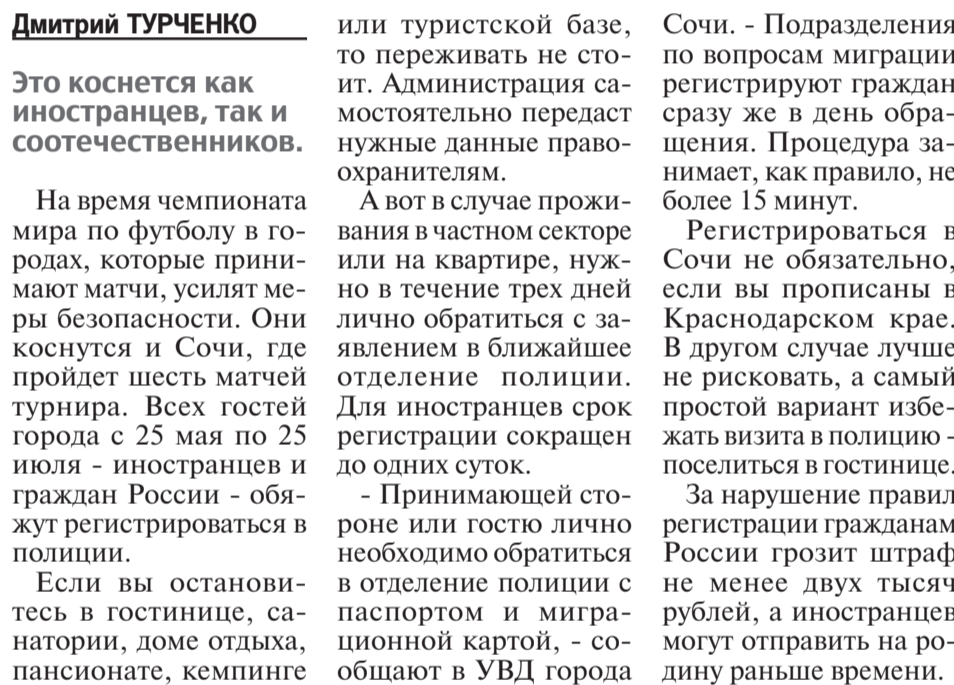 Дмитрий ТУРЧЕНКО
Это коснется как
иностранцев, так и
соотечественников.
На время чемпионата
мира по футболу в го-
родах, которые прини-
мают матчи, усилят ме-
ры безопасности. Они
коснутся и Сочи, где
пройдет шесть матчей
турнира. Всех гостей
города с 25 мая по 25
июля - иностранцев и
граждан России - обя-
жут регистрироваться в
полиции.
Если вы останови-
тесь в гостинице, са-
натории, доме отдыха,
пансионате, кемпинге
или туристской базе,
то переживать не сто-
ит. Администрация са-
мостоятельно передаст
нужные данные право-
охранителям.
А вот в случае прожи-
вания в частном секторе
или на квартире, нуж-
но в течение трех дней
лично обратиться с за-
явлением в ближайшее
отделение полиции.
Для иностранцев срок
регистрации сокращен
до одних суток.
- Принимающей сто-
роне или гостю лично
необходимо обратиться
в отделение полиции с
паспортом и мигра-
ционной картой, - со-
общают в УВД города
Сочи. - Подразделения
по вопросам миграции
регистрируют граждан
сразу же в день обра-
щения. Процедура за-
нимает, как правило, не
более 15 минут.
Регистрироваться в
Сочи не обязательно,
если вы прописаны в
Краснодарском крае.
В другом случае лучше
не рисковать, а самый
простой вариант избе-
жать визита в полицию -
поселиться в гостинице.
За нарушение правил
регистрации гражданам
России грозит штраф
не менее двух тысяч
рублей, а иностранцев
могут отправить на ро-
дину раньше времени.